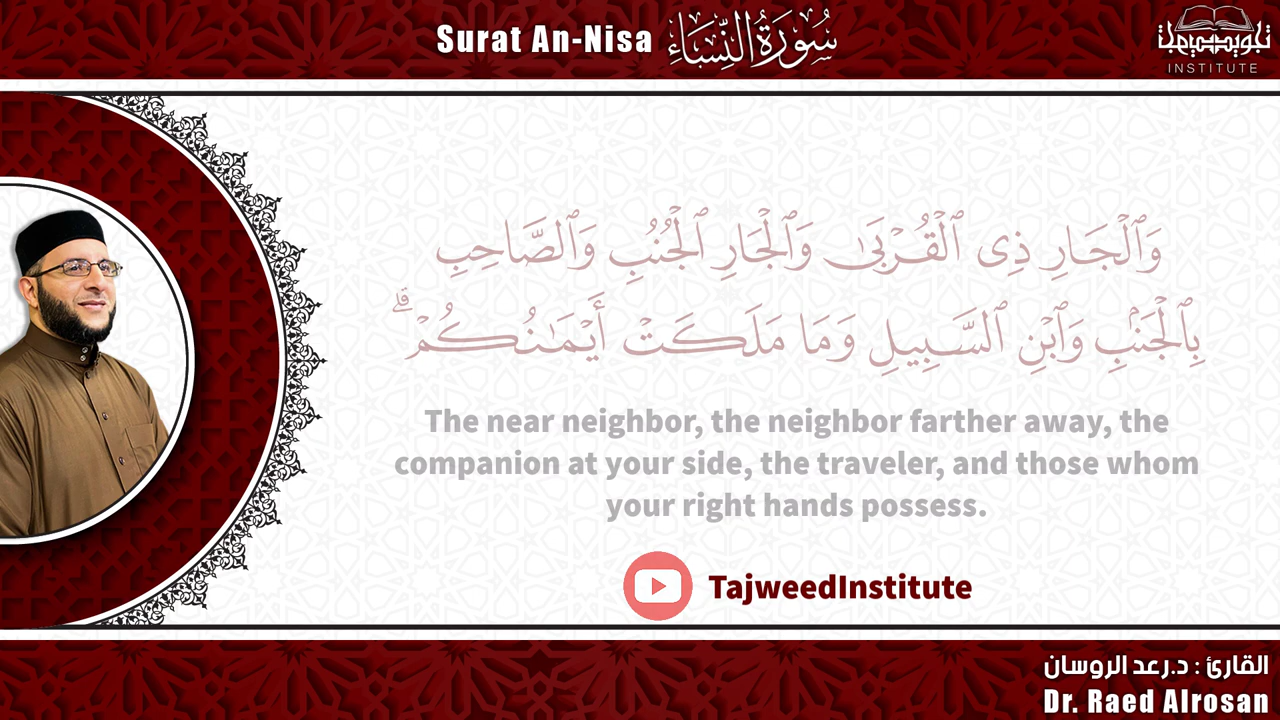 Surat An-Nisa سُورَةُ النِّسَاءِ
تجويد
INSTITUTE
وَٱلْجَارِ ذِى ٱلْقُرْبَىٰ وَٱلْجَارِ ٱلْجُنُبِ وَٱلصَّاحِبِ
بِٱلْجَنۢبِ وَٱبْنِ ٱلسَّبِيلِ وَمَا مَلَكَتْ أَيْمَـٰنُكُمْ ۗ
The near neighbor, the neighbor farther away, the
companion at your side, the traveler, and those whom
your right hands possess.
TajweedInstitute
القارئ : د.رعد الروسان
Dr. Raed Alrosan